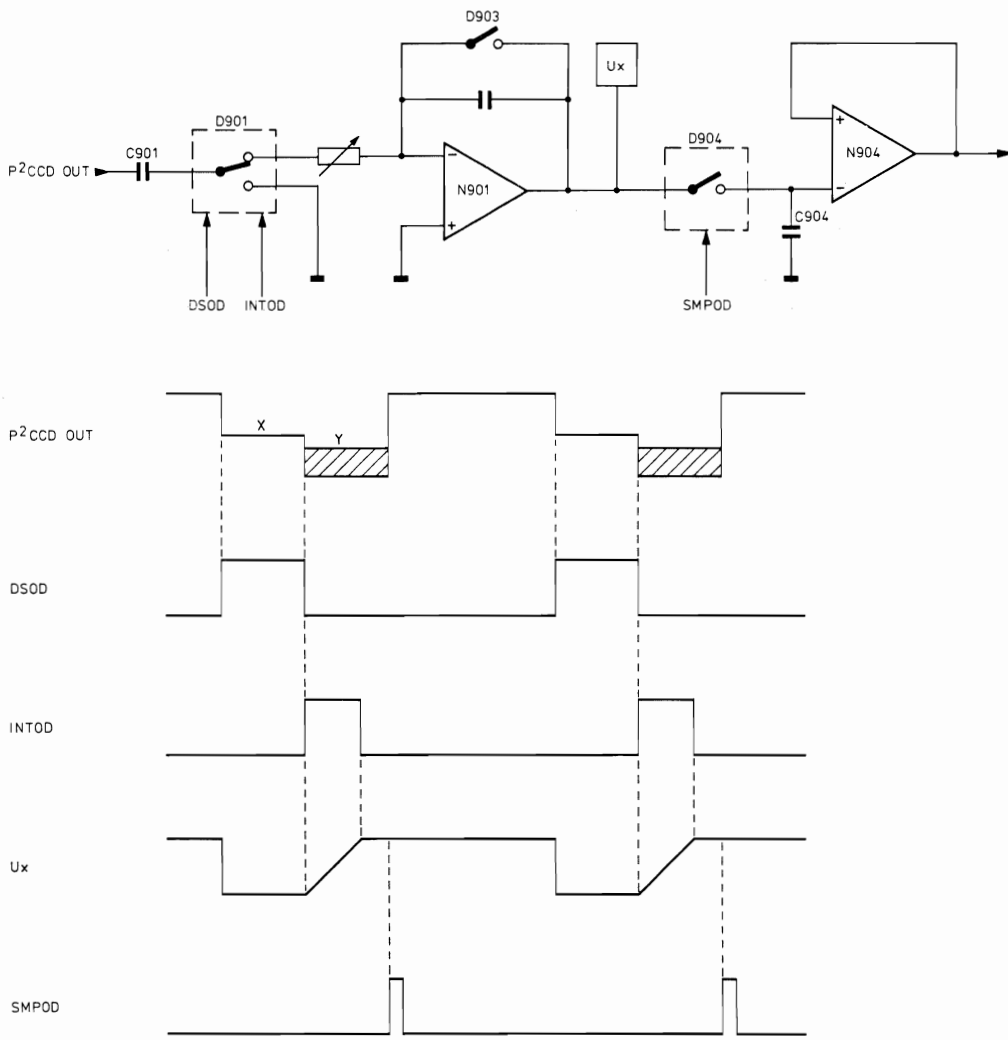 D903
Ux
D901
D904
C901
P²CCD OUT
−
N901
+
+
N904
−
C904
DSOD INTOD
SMPOD
P²CCD OUT
X
Y
DSOD
INTOD
Ux
SMPOD